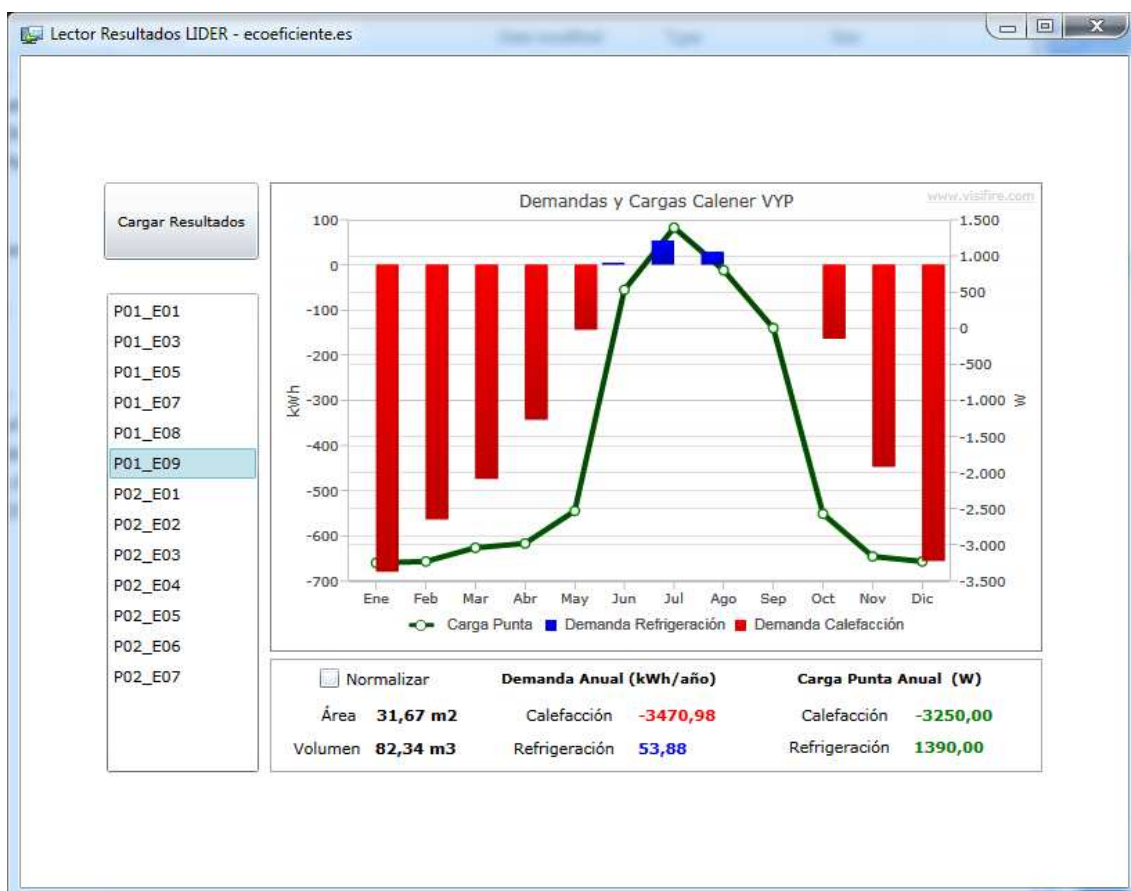 Lector Resultados LIDER - ecoeficiente.es
Date modified Type Size
Cargar Resultados
P01_E01
P01_E03
P01_E05
P01_E07
P01_E08
P01_E09
P02_E01
P02_E02
P02_E03
P02_E04
P02_E05
P02_E06
P02_E07
Demandas y Cargas Calener VYP
www.visifire.com
100
0
-100
-200
-300
-400
-500
-600
-700
kWh
1.500
1.000
500
0
-500
-1.000
-1.500
-2.000
-2.500
-3.000
-3.500
W
Ene Feb Mar Abr May Jun Jul Ago Sep Oct Nov Dic
Carga Punta Demanda Refrigeración Demanda Calefacción
Normalizar Demanda Anual (kWh/año) Carga Punta Anual (W)
Área 31,67 m2 Calefacción -3470,98 Calefacción -3250,00
Volumen 82,34 m3 Refrigeración 53,88 Refrigeración 1390,00